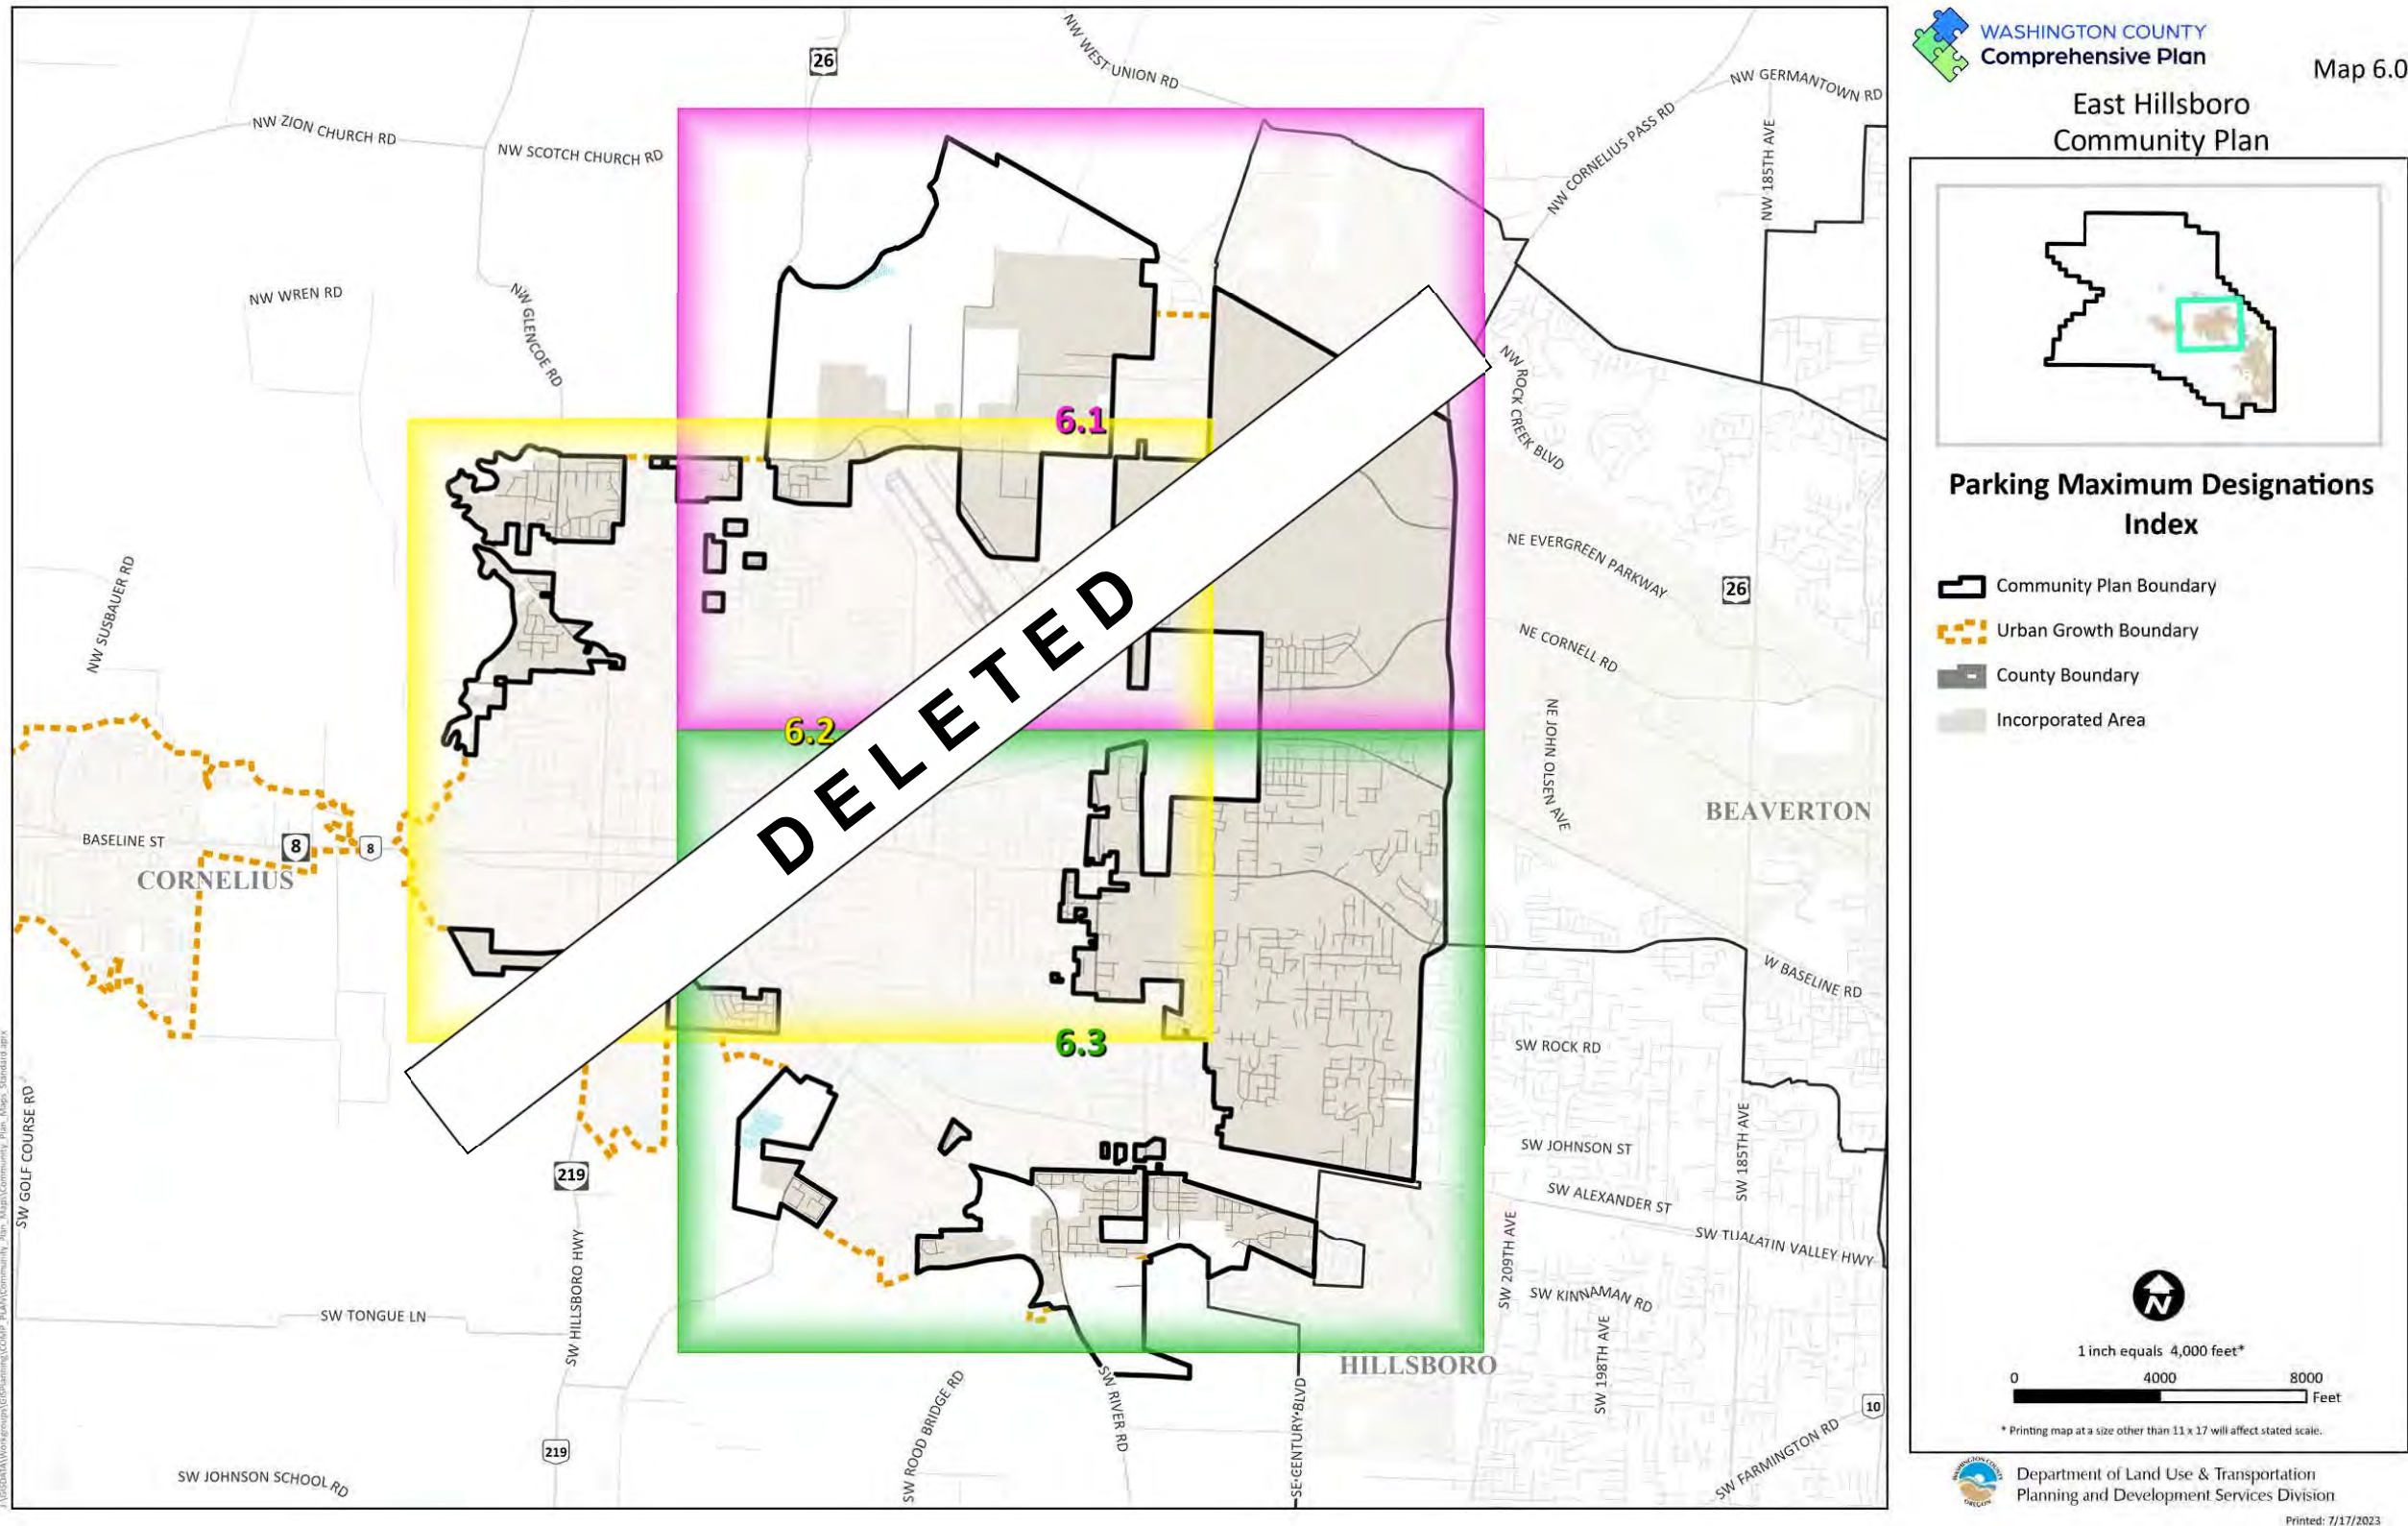 26
NW WEST UNION RD
NW GERMANTOWN RD
NW ZION CHURCH RD
NW SCOTCH CHURCH RD
NW CORNELIUS PASS RD
NW 185TH AVE
NW WREN RD
NW GLENCOE RD
NW ROCK CREEK BLVD
6.1
NE EVERGREEN PARKWAY
26
NW SUSBAUER RD
NE CORNELL RD
DELETED
6.2
NE JOHN OLSEN AVE
BEAVERTON
BASELINE ST
8
8
CORNELIUS
W BASELINE RD
6.3
SW ROCK RD
SW GOLF COURSE RD
SW JOHNSON ST
SW 185TH AVE
219
SW ALEXANDER ST
SW TUALATIN VALLEY HWY
SW 209TH AVE
SW HILLSBORO HWY
SW TONGUE LN
SW KINNAMAN RD
SW 198TH AVE
HILLSBORO
SW ROOD BRIDGE RD
SW RIVER RD
SE CENTURY BLVD
10
219
SW FARMINGTON RD
SW JOHNSON SCHOOL RD
WASHINGTON COUNTY
Comprehensive Plan
Map 6.0
East Hillsboro
Community Plan
Parking Maximum Designations
Index
Community Plan Boundary
Urban Growth Boundary
County Boundary
Incorporated Area
N
1 inch equals 4,000 feet*
0 4000 8000
Feet
* Printing map at a size other than 11 x 17 will affect stated scale.
WASHINGTON COUNTY
OREGON
Department of Land Use & Transportation
Planning and Development Services Division
Printed: 7/17/2023